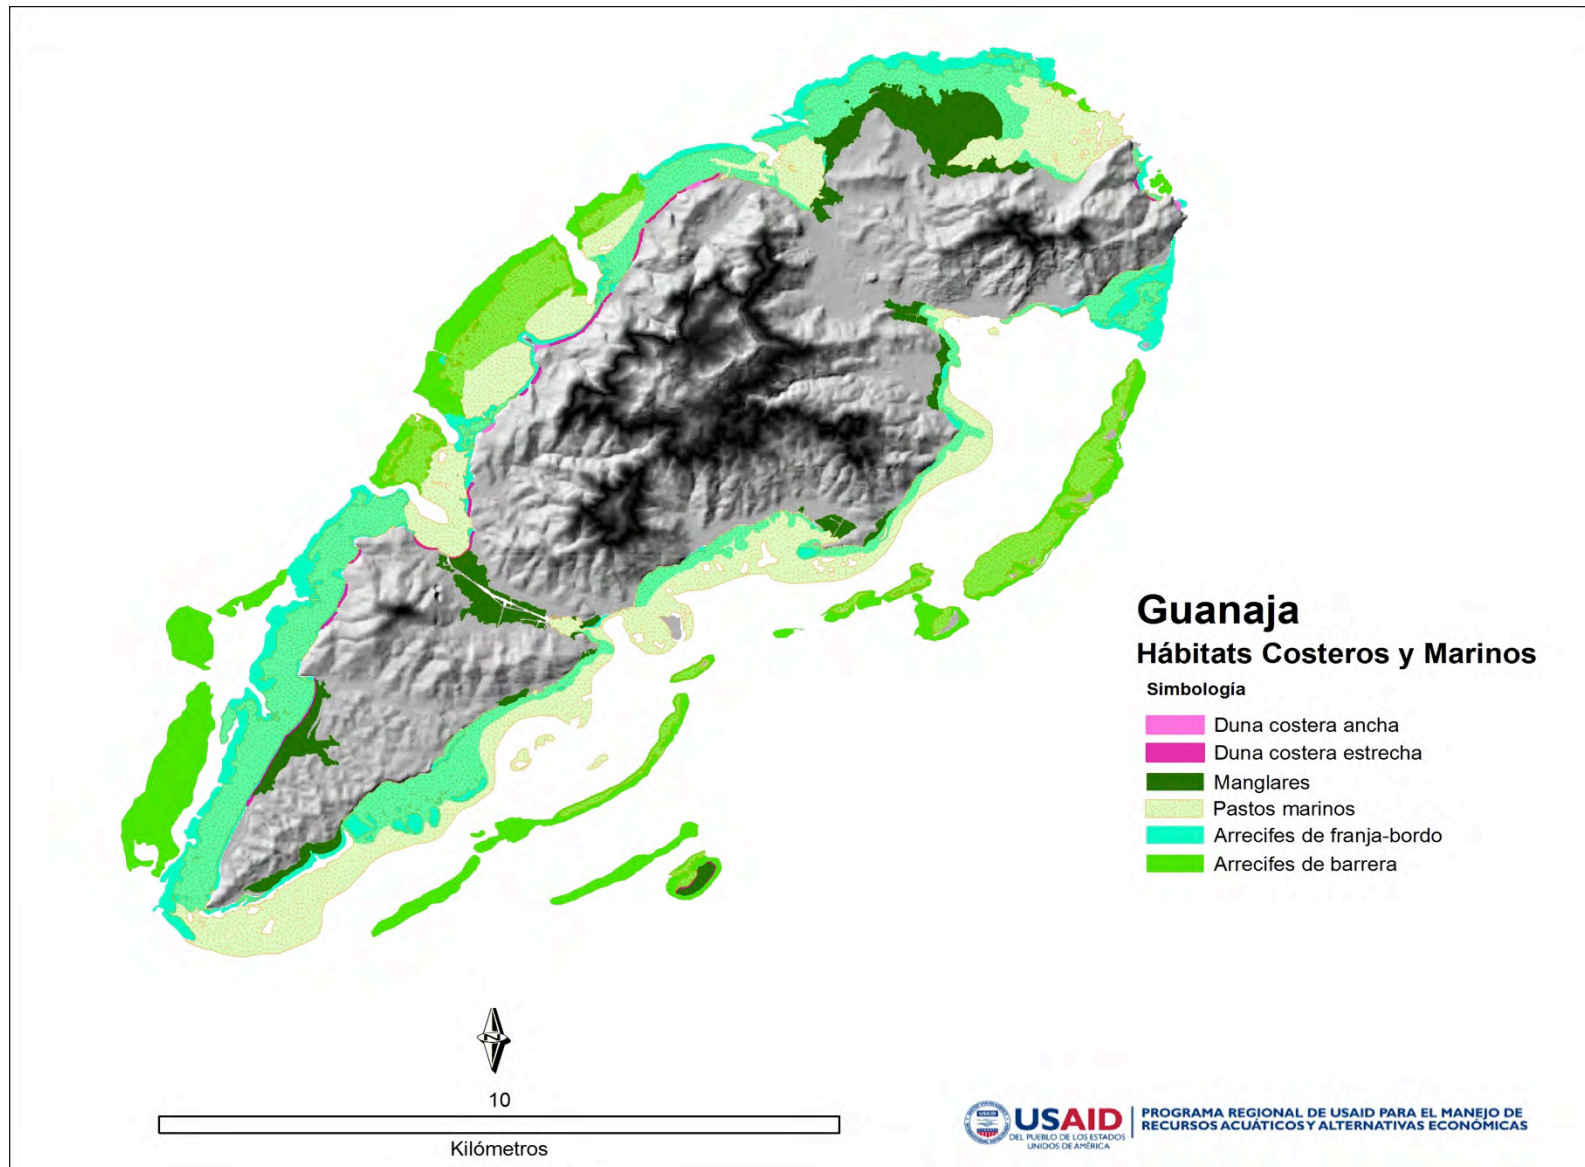 Guanaja
Hábitats Costeros y Marinos
Simbología
Duna costera ancha
Duna costera estrecha
Manglares
Pastos marinos
Arrecifes de franja-bordo
Arrecifes de barrera
N
10
Kilómetros
USAID
DEL PUEBLO DE LOS ESTADOS
UNIDOS DE AMÉRICA
PROGRAMA REGIONAL DE USAID PARA EL MANEJO DE
RECURSOS ACUÁTICOS Y ALTERNATIVAS ECONÓMICAS